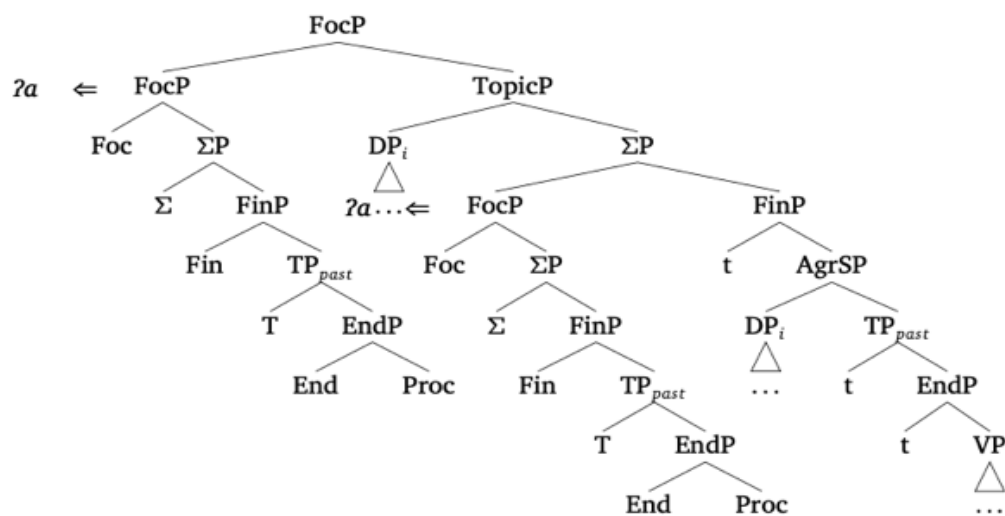 FocP
ʔa ⇐ FocP TopicP
Foc ΣP DPᵢ ΣP
Σ FinP ʔa ...⇐ FocP FinP
Fin TPpast Foc ΣP t AgrSP
T EndP Σ FinP DPᵢ TPpast
End Proc Fin TPpast ... t EndP
T EndP t VP
End Proc ...